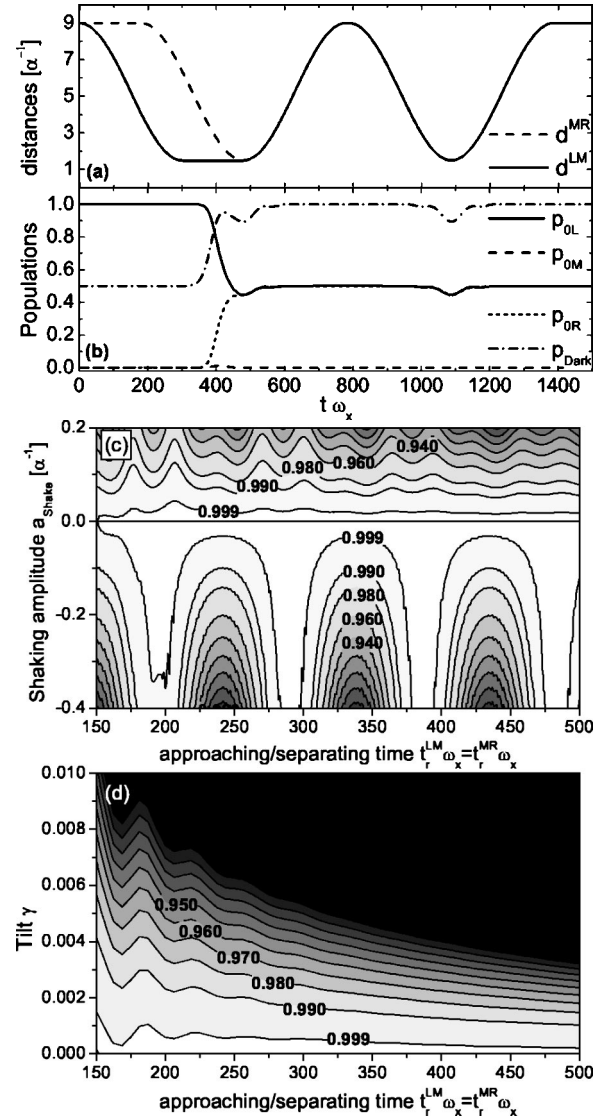 9
7
5
3
1
distances [α⁻¹]
(a)
d^MR
d^LM
1.0
0.8
0.6
0.4
0.2
0.0
Populations
(b)
p_0L
p_0M
p_0R
p_Dark
0 200 400 600 800 1000 1200 1400
t ω_x
(c)
0.2
0.0
-0.2
-0.4
Shaking amplitude a_Shake [α⁻¹]
0.940
0.980 0.960
0.990
0.999
0.999
0.990
0.980
0.960
0.940
150 200 250 300 350 400 450 500
approaching/separating time t_r^LM ω_x=t_r^MR ω_x
(d)
0.010
0.008
0.006
0.004
0.002
0.000
Tilt γ
0.950
0.960
0.970
0.980
0.990
0.999
150 200 250 300 350 400 450 500
approaching/separating time t_r^LM ω_x=t_r^MR ω_x